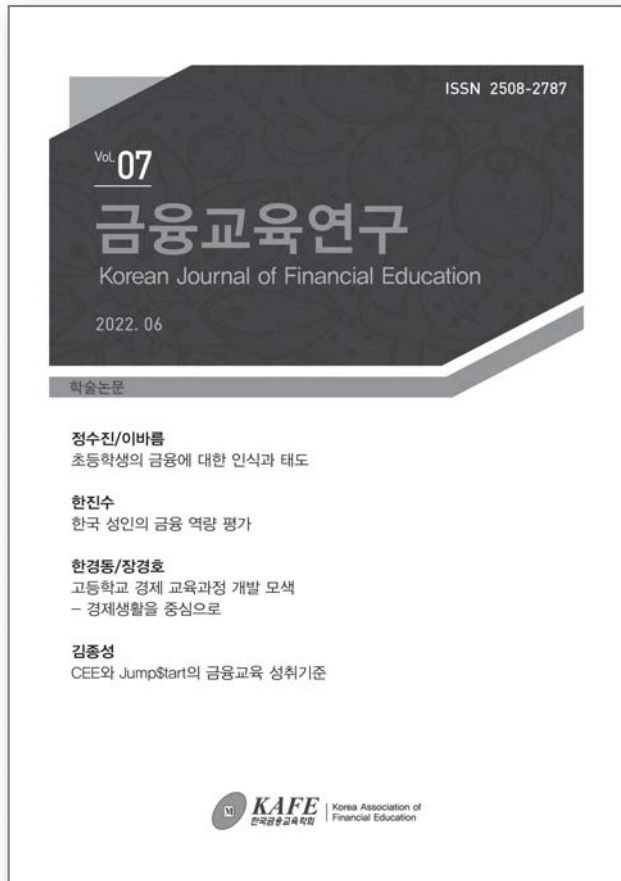 ISSN 2508-2787
Vol. 07
금융교육연구
Korean Journal of Financial Education
2022. 06
학술논문
정수진/이바름
초등학생의 금융에 대한 인식과 태도
한진수
한국 성인의 금융 역량 평가
한경동/장경호
고등학교 경제 교육과정 개발 모색
– 경제생활을 중심으로
김종성
CEE와 Jump$tart의 금융교육 성취기준
M
KAFE
한국금융교육학회
Korea Association of
Financial Education